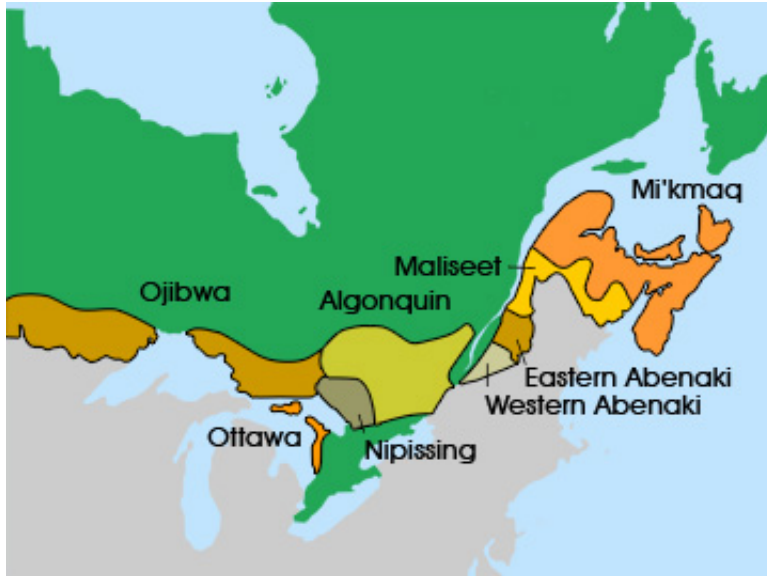 Mi'kmaq
Maliseet
Ojibwa
Algonquin
Eastern Abenaki
Western Abenaki
Ottawa
Nipissing